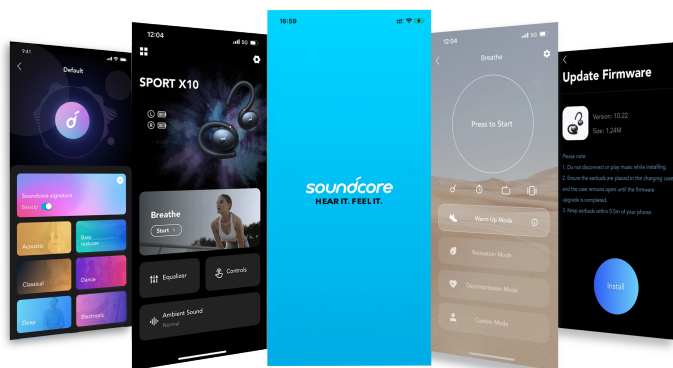 9:41
Default
Soundcore signature
BassUp
Acoustic
Bass
reducer
Classical
Dance
Deep
Electronic
12:04
5G
SPORT X10
L
R
Breathe
Start >
Equalizer
Controls
Ambient Sound
Normal
16:59
soundcore
HEAR IT. FEEL IT.
12:04
5G
Breathe
Press to Start
Warm Up Mode
Relaxation Mode
Decompression Mode
Custom Mode
Update Firmware
Version: 10.22
Size: 1.24M
Please note:
1. Do not disconnect or play music while installing.
2. Ensure the earbuds are placed in the charging case
and the case remains open until the firmware
upgrade is completed.
3. Keep earbuds within 0.5m of your phone.
Install